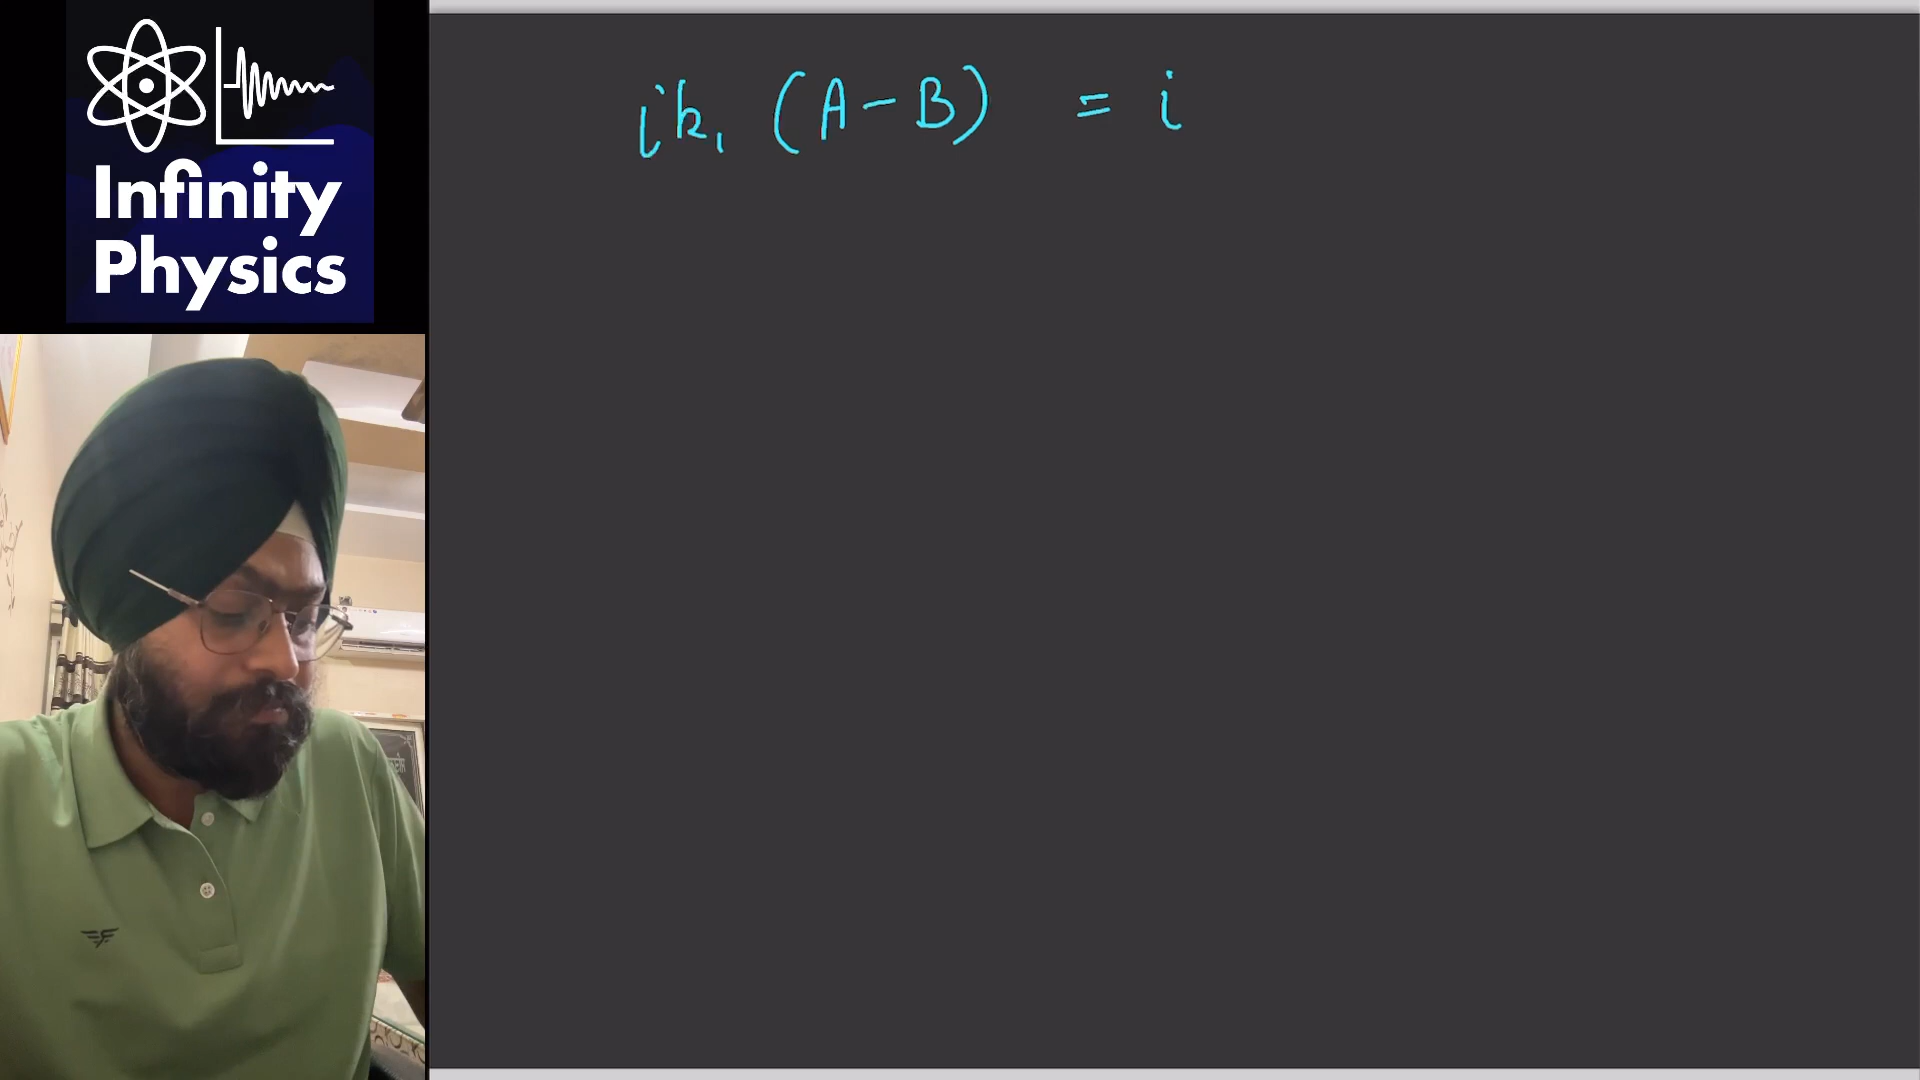 Infinity
Physics
ik₁ (A-B) = i